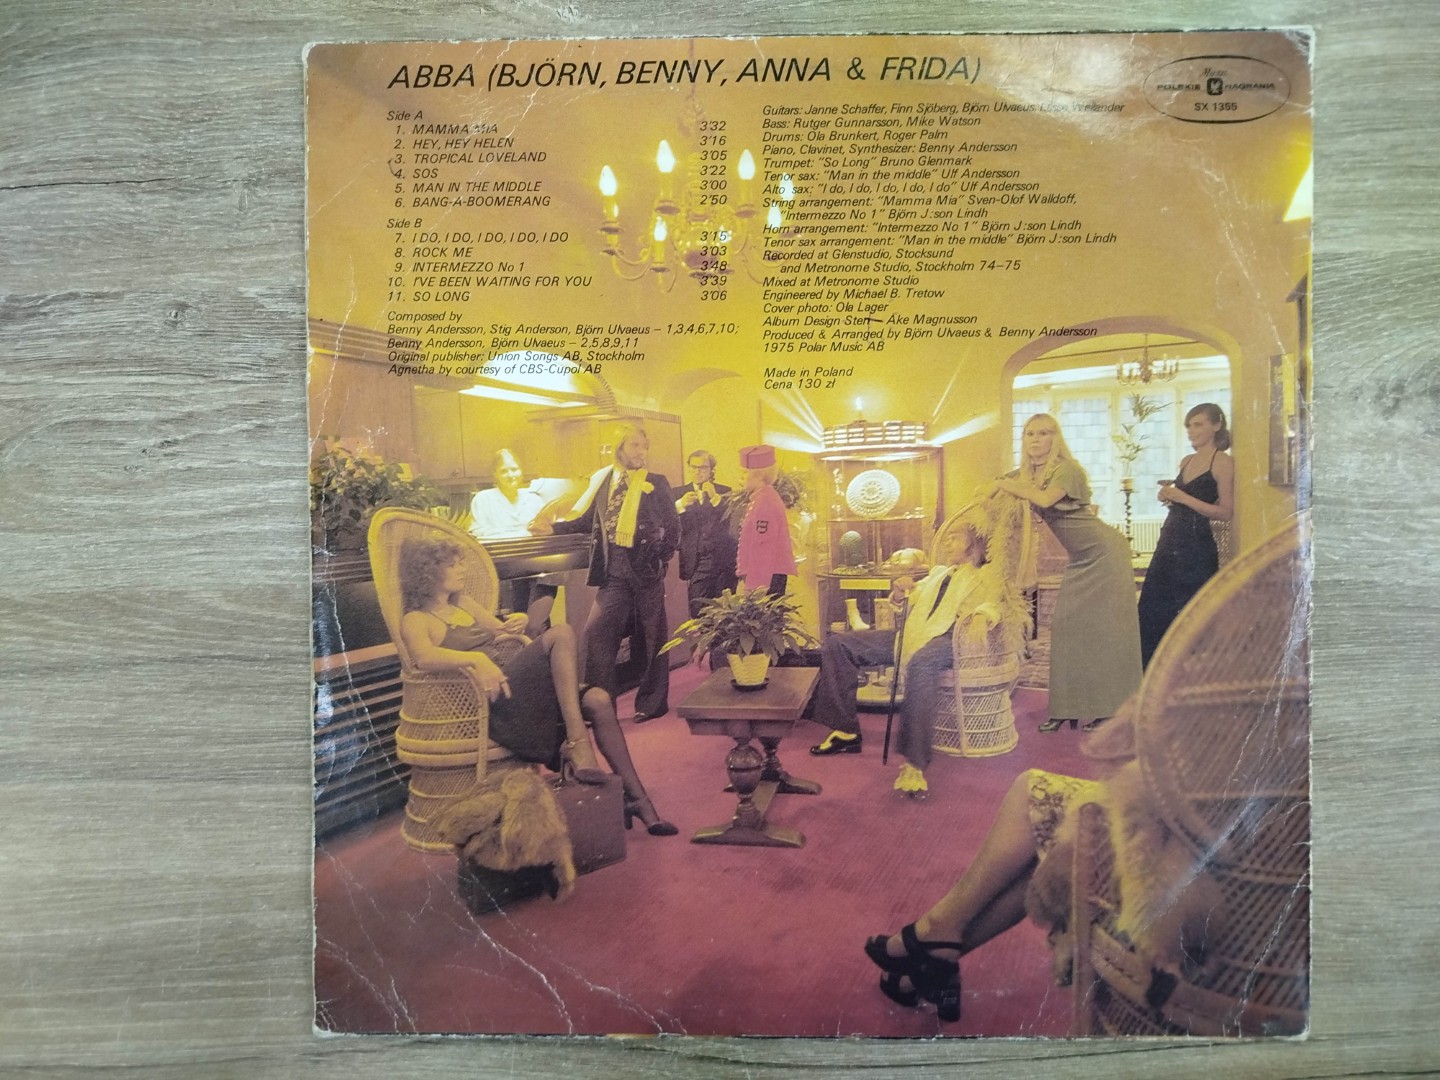 ABBA (BJÖRN, BENNY, ANNA & FRIDA)
Muza
POLSKIE NAGRANIA
SX 1355
Side A
1. MAMMA MIA 3'32
2. HEY, HEY HELEN 3'16
3. TROPICAL LOVELAND 3'05
4. SOS 3'22
5. MAN IN THE MIDDLE 3'00
6. BANG-A-BOOMERANG 2'50
Side B
7. I DO, I DO, I DO, I DO, I DO 3'15
8. ROCK ME 3'03
9. INTERMEZZO No 1 3'48
10. I'VE BEEN WAITING FOR YOU 3'39
11. SO LONG 3'06
Composed by
Benny Andersson, Stig Anderson, Björn Ulvaeus – 1,3,4,6,7,10;
Benny Andersson, Björn Ulvaeus – 2,5,8,9,11
Original publisher: Union Songs AB, Stockholm
Agnetha by courtesy of CBS-Cupol AB
Guitars: Janne Schaffer, Finn Sjöberg, Björn Ulvaeus
Bass: Rutger Gunnarsson, Mike Watson
Drums: Ola Brunkert, Roger Palm
Piano, Clavinet, Synthesizer: Benny Andersson
Trumpet: "So Long" Bruno Glenmark
Tenor sax: "Man in the middle" Ulf Andersson
Alto sax: "I do, I do, I do, I do, I do" Ulf Andersson
String arrangement: "Mamma Mia" Sven-Olof Walldoff,
"Intermezzo No 1" Björn J:son Lindh
Horn arrangement: "Intermezzo No 1" Björn J:son Lindh
Tenor sax arrangement: "Man in the middle" Björn J:son Lindh
Recorded at Glenstudio, Stocksund
and Metronome Studio, Stockholm 74–75
Mixed at Metronome Studio
Engineered by Michael B. Tretow
Cover photo: Ola Lager
Album Design Sten – Åke Magnusson
Produced & Arranged by Björn Ulvaeus & Benny Andersson
1975 Polar Music AB
Made in Poland
Cena 130 zł